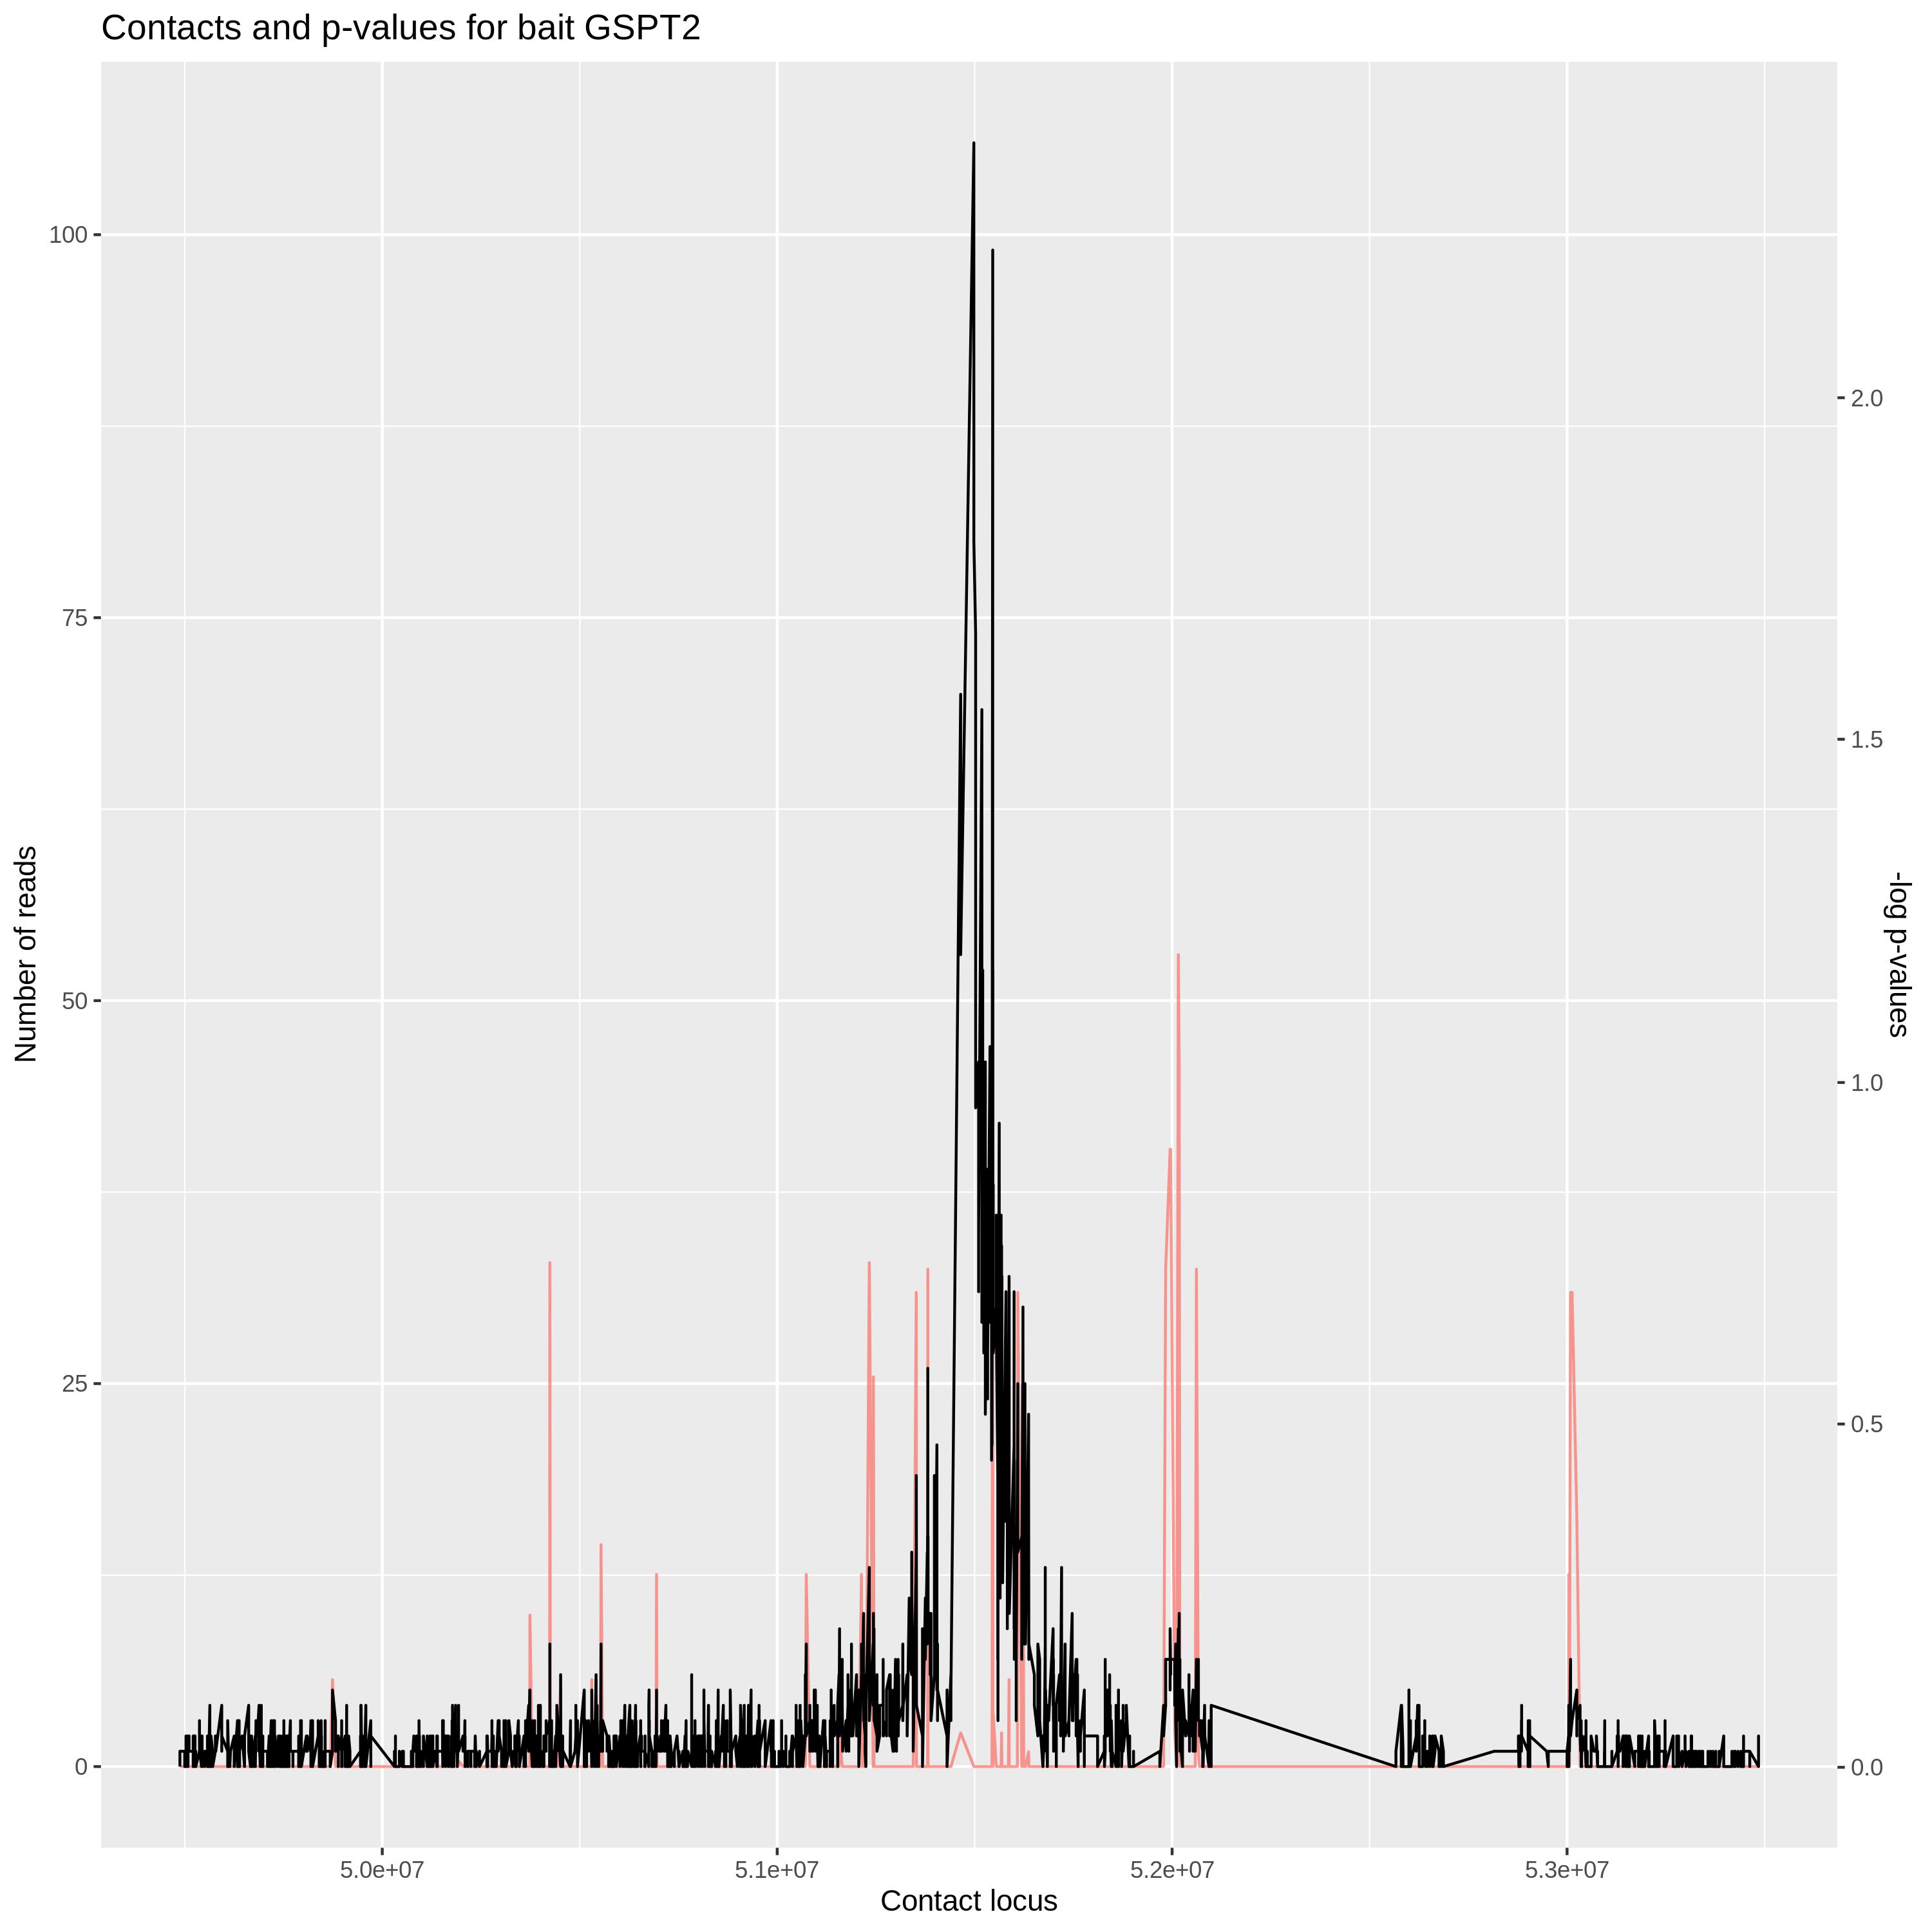 Contacts and p-values for bait GSPT2
100
75
50
25
0
Number of reads
2.0
1.5
1.0
0.5
0.0
-log p-values
5.0e+07
5.1e+07
5.2e+07
5.3e+07
Contact locus